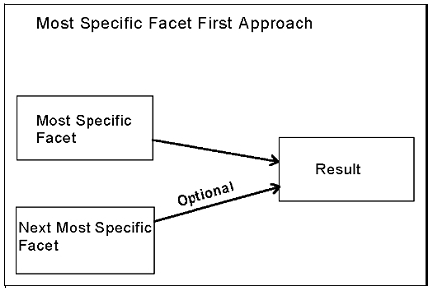 Most Specific Facet First Approach
Most Specific
Facet
Result
Optional
Next Most Specific
Facet